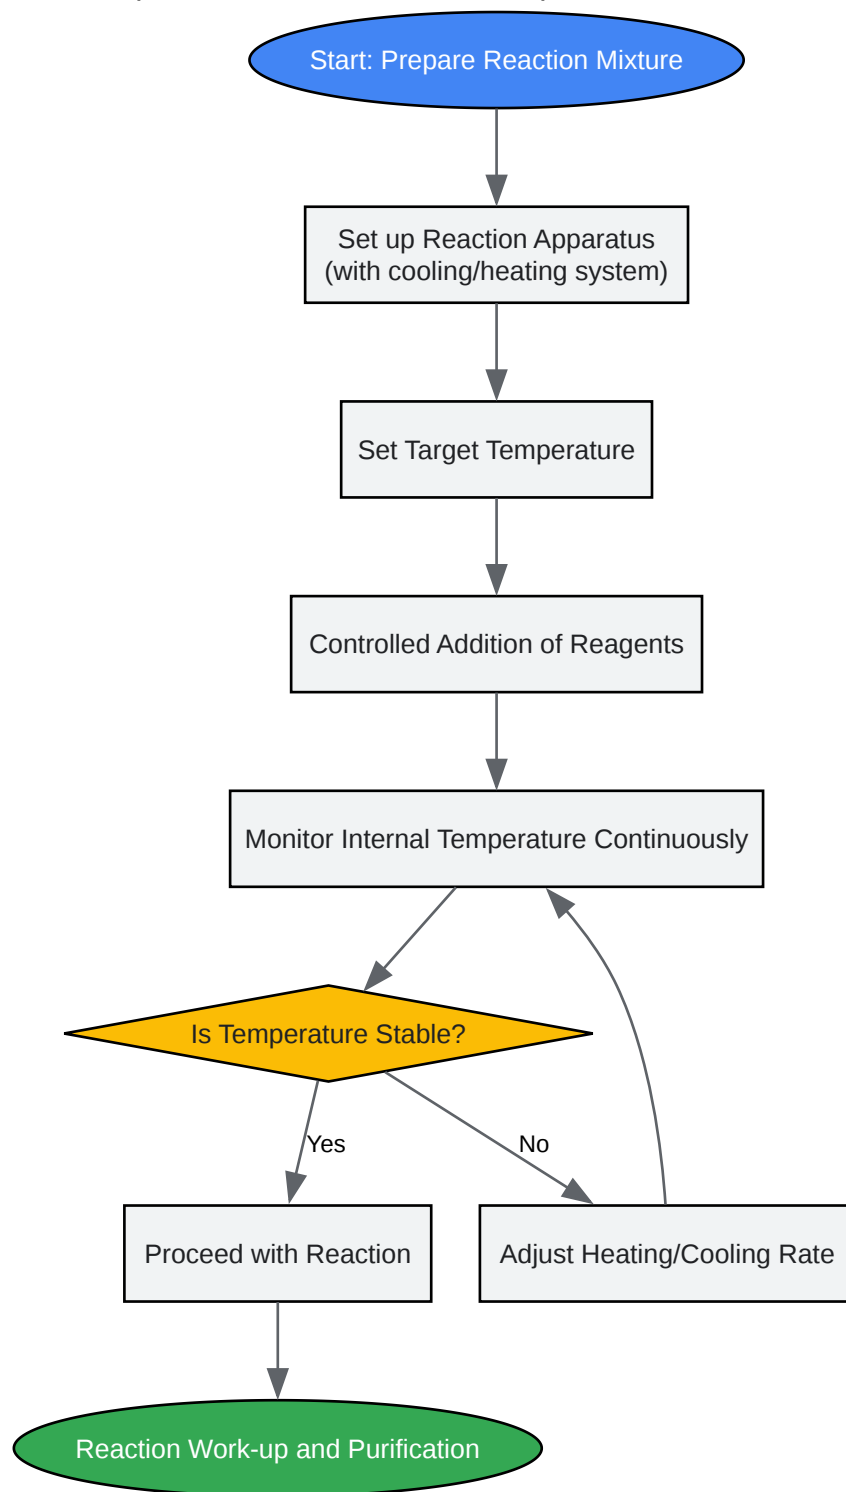 Start: Prepare Reaction Mixture
Set up Reaction Apparatus
(with cooling/heating system)
Set Target Temperature
Controlled Addition of Reagents
Monitor Internal Temperature Continuously
Is Temperature Stable?
Yes
No
Proceed with Reaction
Adjust Heating/Cooling Rate
Reaction Work-up and Purification